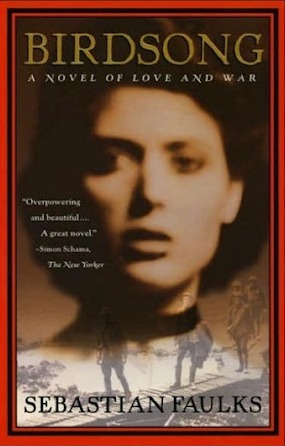 BIRDSONG
A NOVEL OF LOVE AND WAR
"Overpowering
and beautiful....
A great novel."
-Simon Schama,
The New Yorker
SEBASTIAN FAULKS